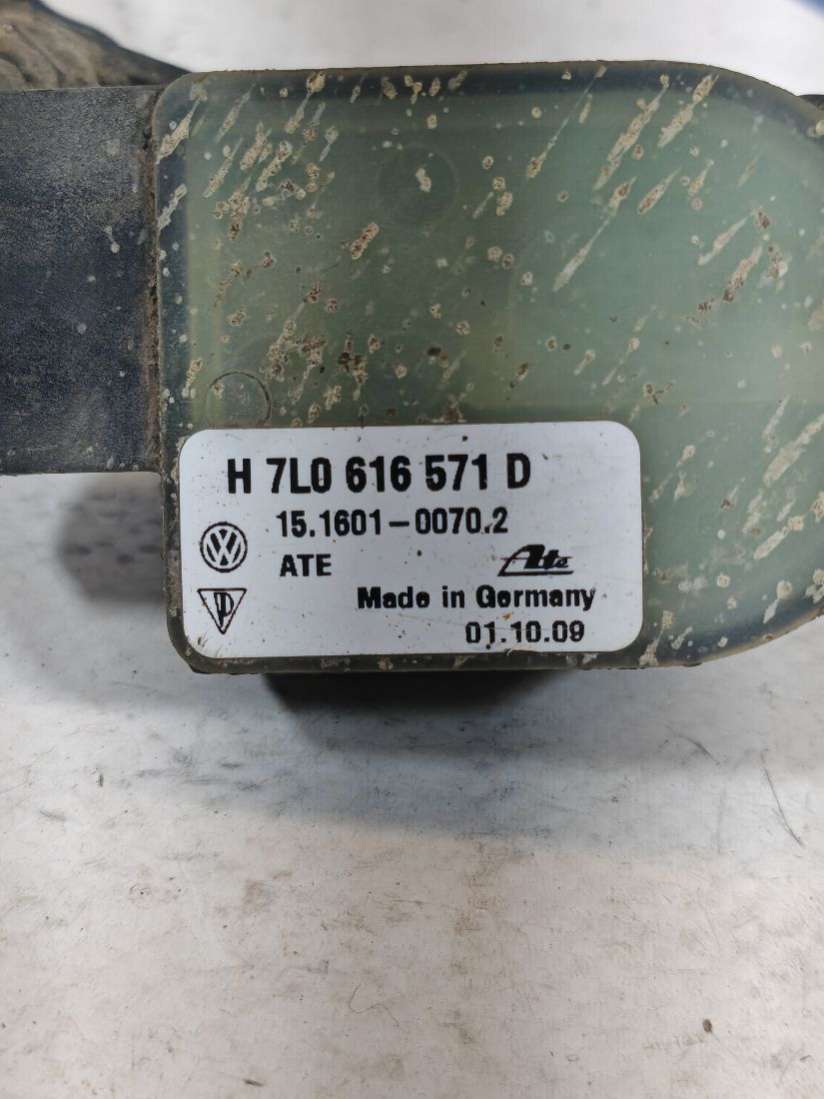 H 7L0 616 571 D
15.1601-0070.2
ATE Ate
Made in Germany
01.10.09